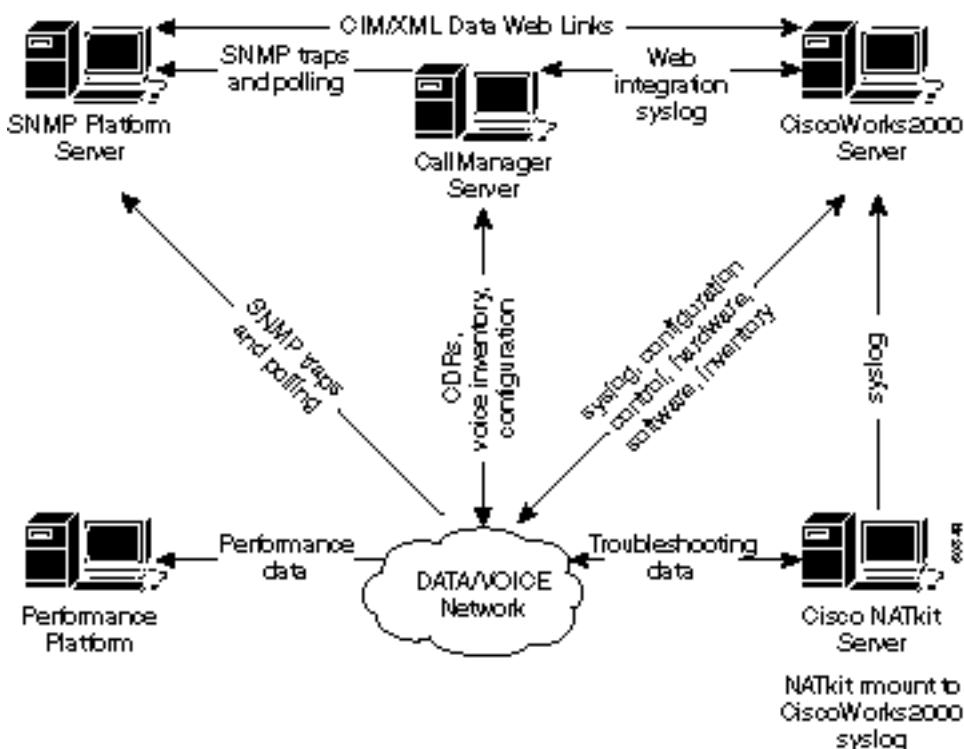 CIM/XML Data Web Links
SNMP traps
and polling
Web
integration
syslog
SNMP Platform
Server
CallManager
Server
CiscoWorks2000
Server
SNMP traps
and polling
CDRs,
voice inventory,
configuration
syslog, configuration
control, hardware,
software, inventory
syslog
Performance
data
DATA/VOICE
Network
Troubleshooting
data
Performance
Platform
Cisco NATkit
Server
NATkit mount to
CiscoWorks2000
syslog